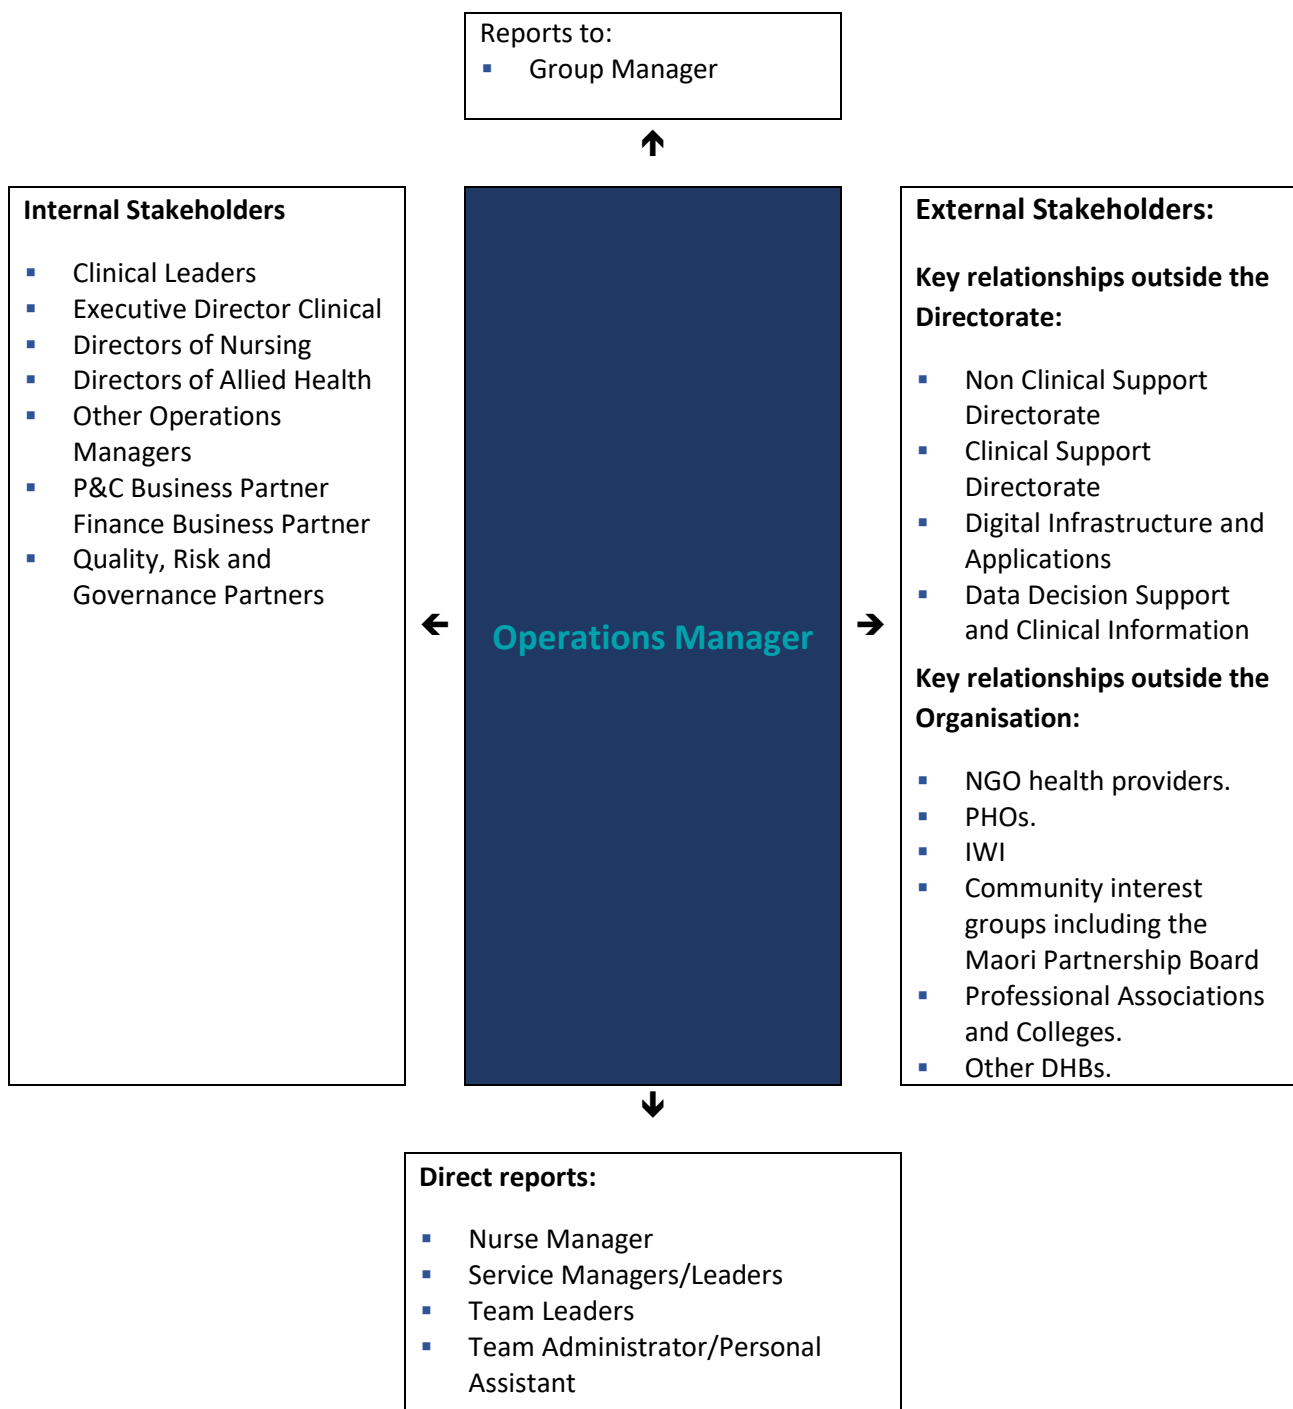 Reports to:
▪ Group Manager
Internal Stakeholders
▪ Clinical Leaders
▪ Executive Director Clinical
▪ Directors of Nursing
▪ Directors of Allied Health
▪ Other Operations
Managers
▪ P&C Business Partner
Finance Business Partner
▪ Quality, Risk and
Governance Partners
Operations Manager
External Stakeholders:
Key relationships outside the
Directorate:
▪ Non Clinical Support
Directorate
▪ Clinical Support
Directorate
▪ Digital Infrastructure and
Applications
▪ Data Decision Support
and Clinical Information
Key relationships outside the
Organisation:
▪ NGO health providers.
▪ PHOs.
▪ IWI
▪ Community interest
groups including the
Maori Partnership Board
▪ Professional Associations
and Colleges.
▪ Other DHBs.
Direct reports:
▪ Nurse Manager
▪ Service Managers/Leaders
▪ Team Leaders
▪ Team Administrator/Personal
Assistant